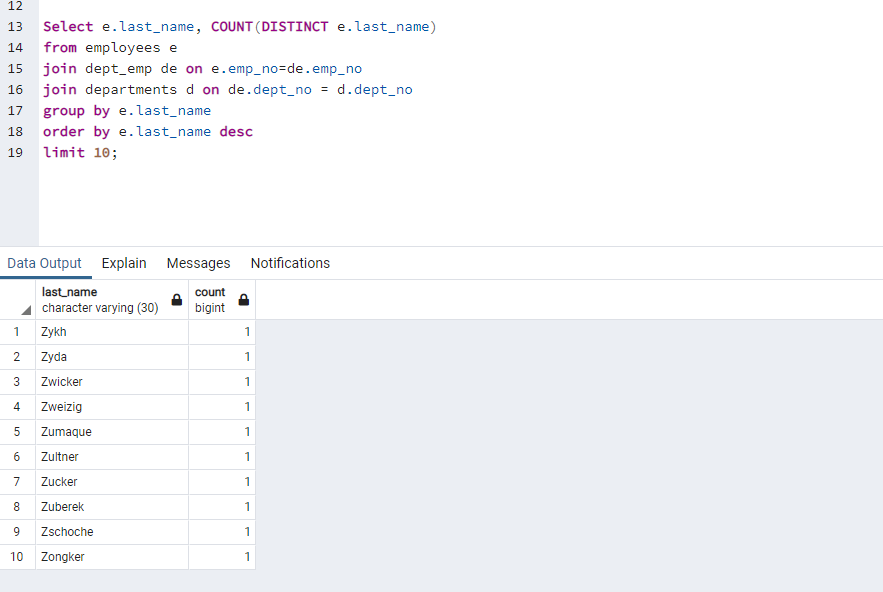 12
13 Select e.last_name, COUNT(DISTINCT e.last_name)
14 from employees e
15 join dept_emp de on e.emp_no=de.emp_no
16 join departments d on de.dept_no = d.dept_no
17 group by e.last_name
18 order by e.last_name desc
19 limit 10;
Data Output Explain Messages Notifications
last_name count
character varying (30) bigint
1 Zykh 1
2 Zyda 1
3 Zwicker 1
4 Zweizig 1
5 Zumaque 1
6 Zultner 1
7 Zucker 1
8 Zuberek 1
9 Zschoche 1
10 Zongker 1